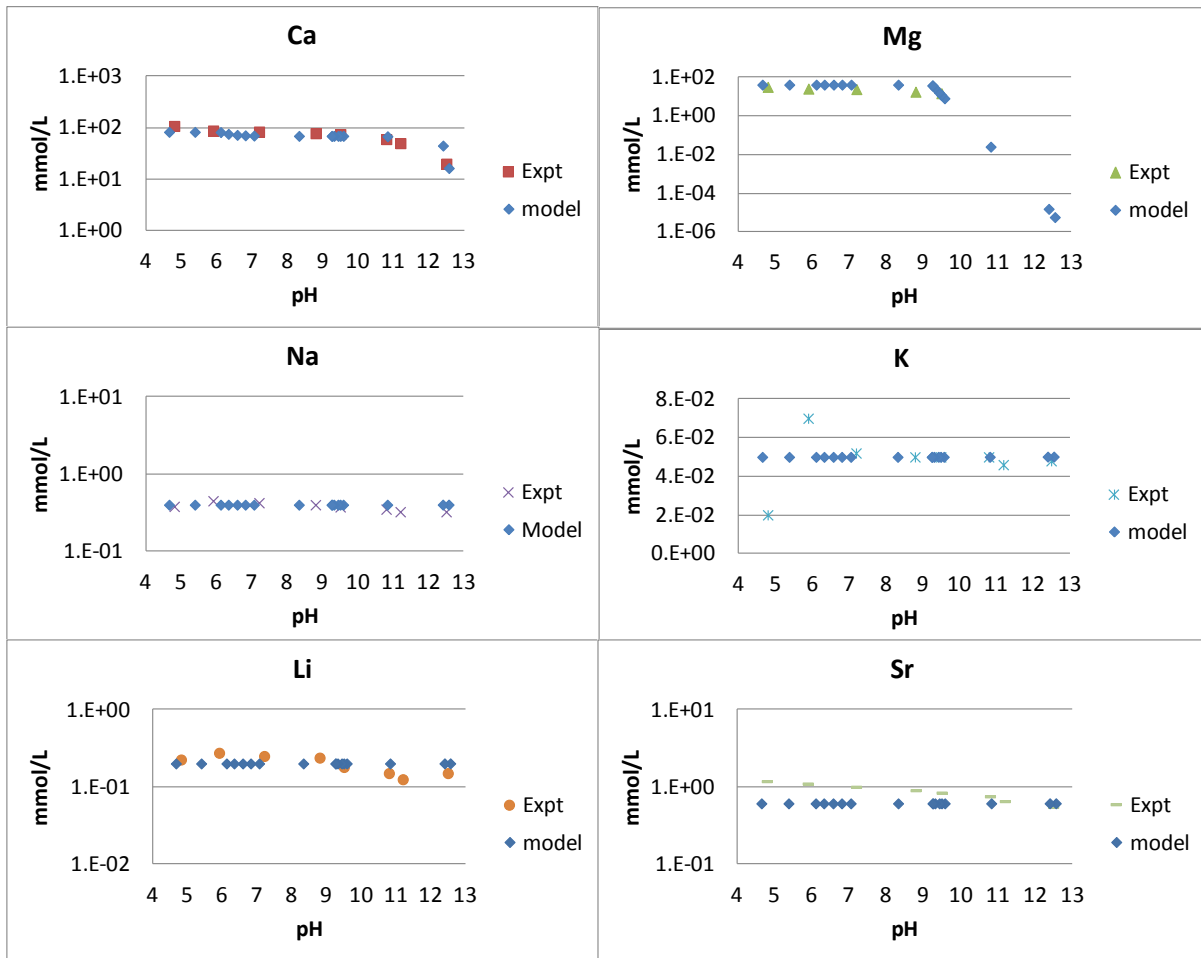 Ca
1.E+03
1.E+02
1.E+01
1.E+00
mmol/L
4 5 6 7 8 9 10 11 12 13
pH
Expt
model
Mg
1.E+02
1.E+00
1.E-02
1.E-04
1.E-06
mmol/L
4 5 6 7 8 9 10 11 12 13
pH
Expt
model
Na
1.E+01
1.E+00
1.E-01
mmol/L
4 5 6 7 8 9 10 11 12 13
pH
Expt
Model
K
8.E-02
6.E-02
4.E-02
2.E-02
0.E+00
mmol/L
4 5 6 7 8 9 10 11 12 13
pH
Expt
model
Li
1.E+00
1.E-01
1.E-02
mmol/L
4 5 6 7 8 9 10 11 12 13
pH
Expt
model
Sr
1.E+01
1.E+00
1.E-01
mmol/L
4 5 6 7 8 9 10 11 12 13
pH
Expt
model